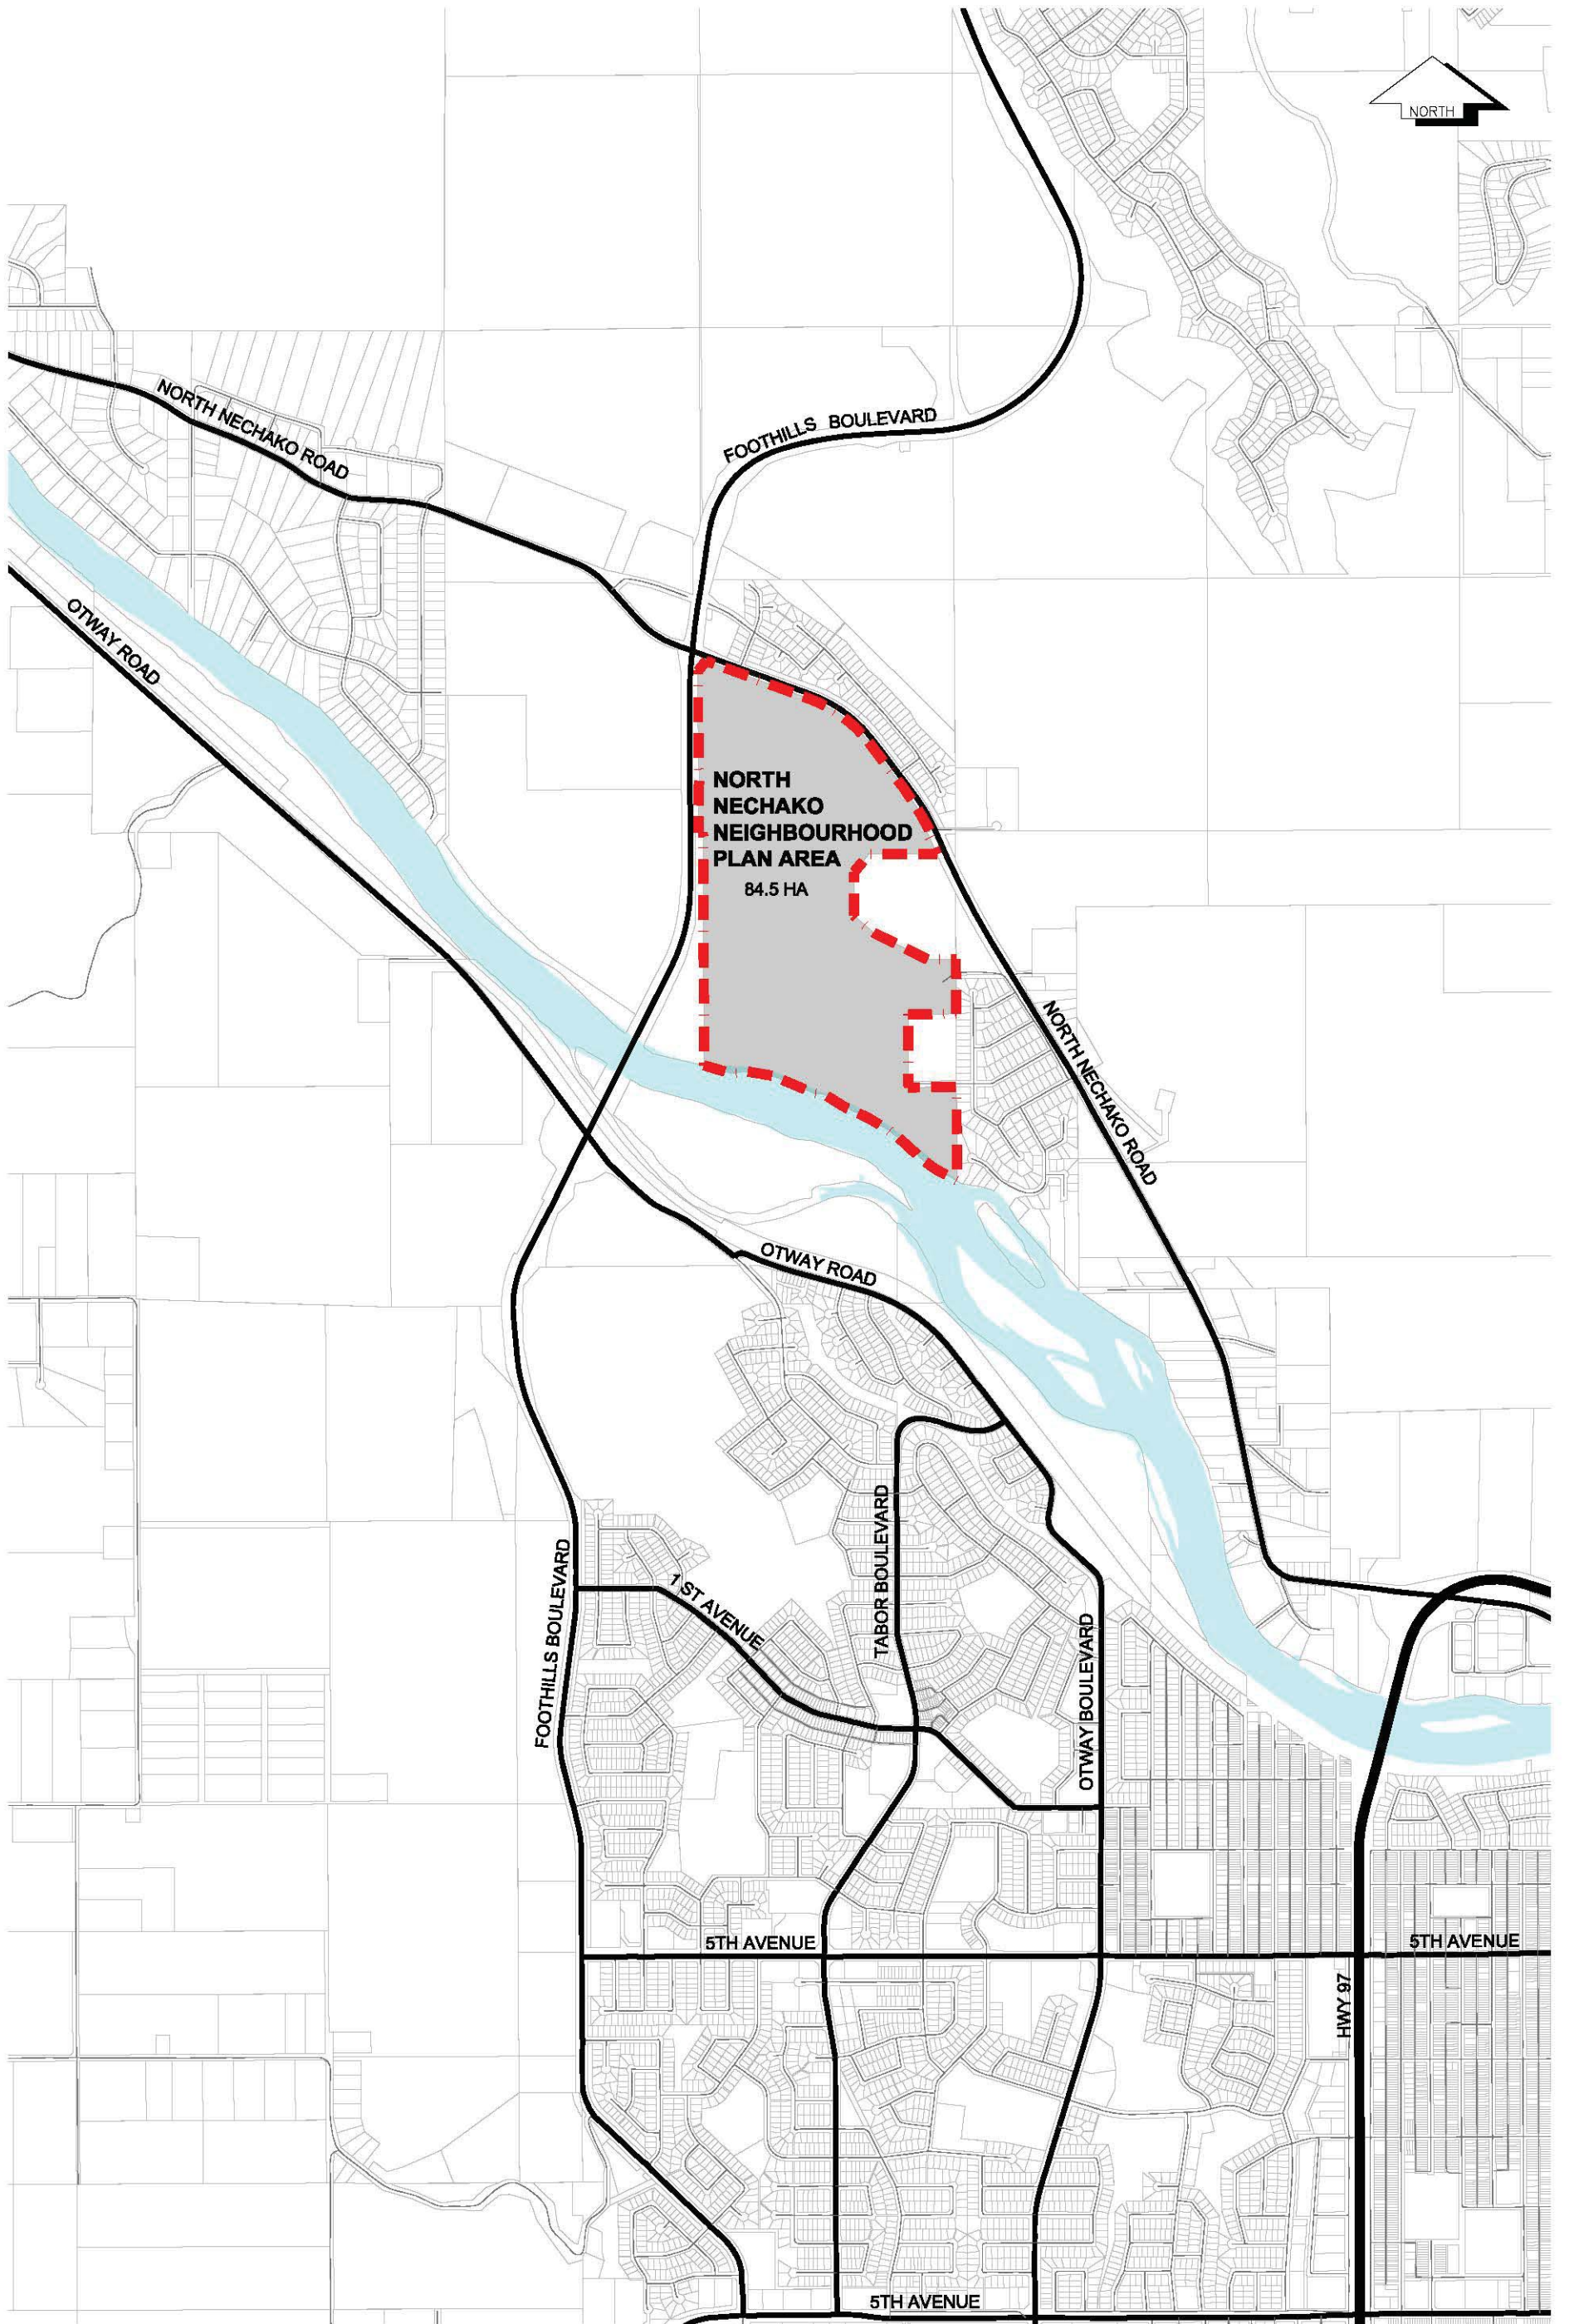 NORTH
NORTH NECHAKO ROAD
FOOTHILLS BOULEVARD
OTWAY ROAD
NORTH
NECHAKO
NEIGHBOURHOOD
PLAN AREA
84.5 HA
NORTH NECHAKO ROAD
OTWAY ROAD
TABOR BOULEVARD
FOOTHILLS BOULEVARD
1 ST AVENUE
OTWAY BOULEVARD
5TH AVENUE
5TH AVENUE
HWY 97
5TH AVENUE